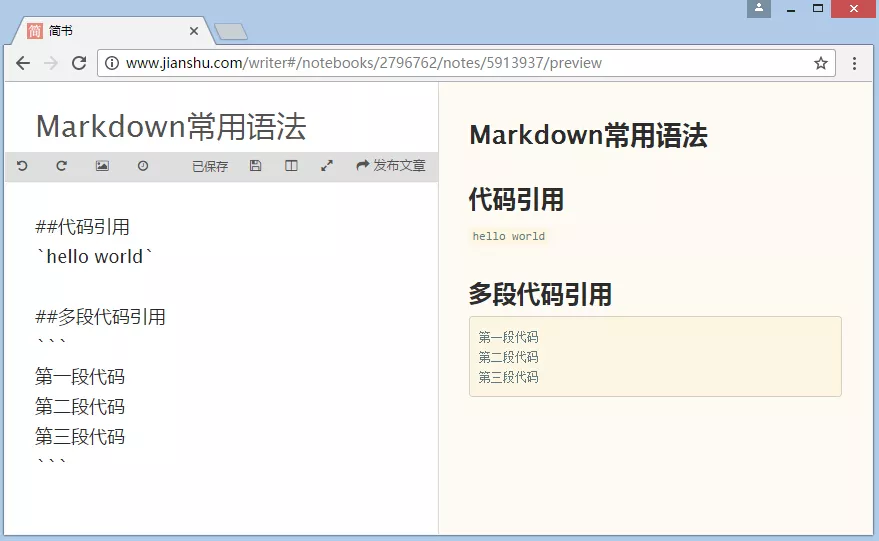 简 简书
www.jianshu.com/writer#/notebooks/2796762/notes/5913937/preview
Markdown常用语法
已保存 发布文章
##代码引用
`hello world`
##多段代码引用
```
第一段代码
第二段代码
第三段代码
```
Markdown常用语法
代码引用
hello world
多段代码引用
第一段代码
第二段代码
第三段代码